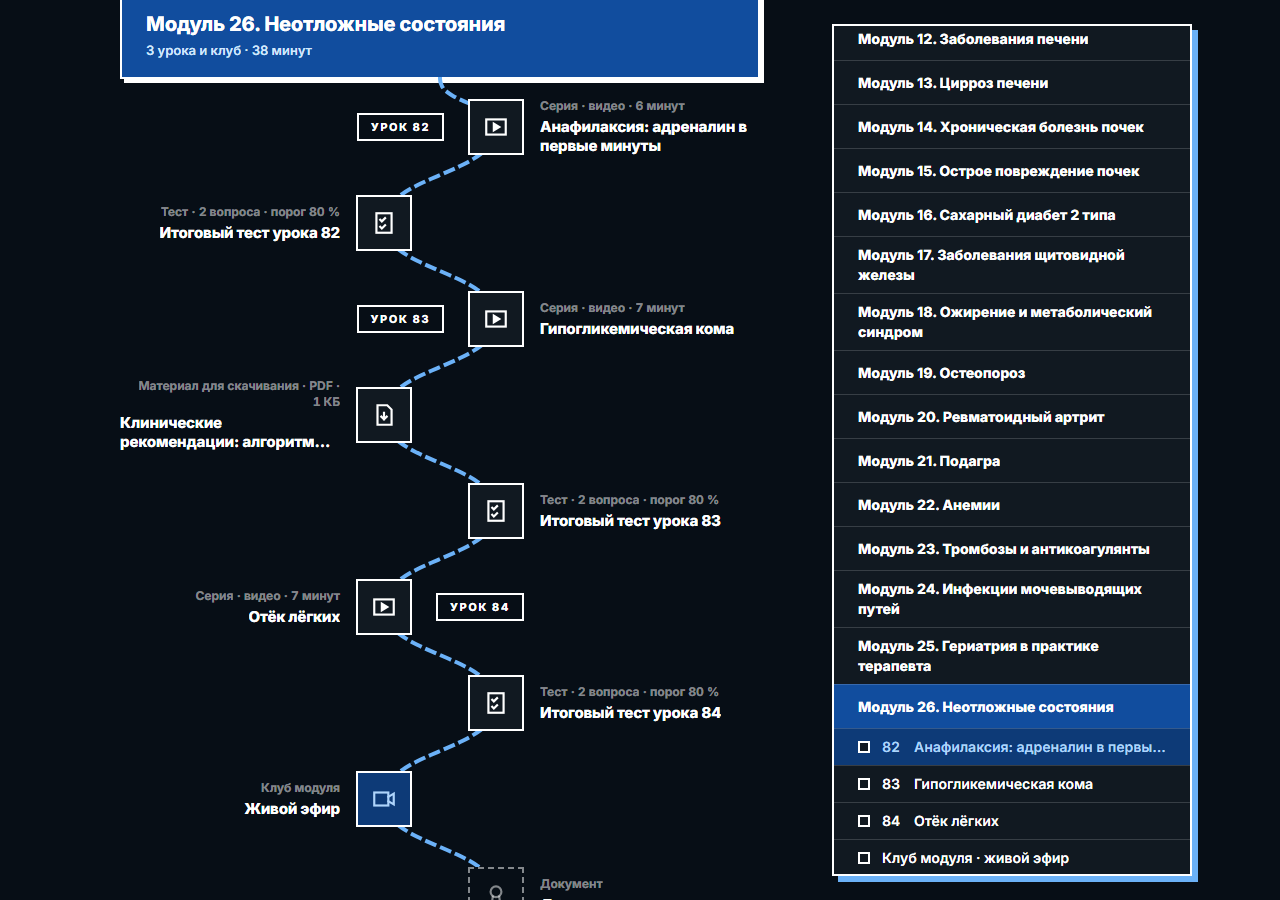 Модуль 26. Неотложные состояния
3 урока и клуб · 38 минут
УРОК 82
Серия · видео · 6 минут
Анафилаксия: адреналин в
первые минуты
Тест · 2 вопроса · порог 80 %
Итоговый тест урока 82
УРОК 83
Серия · видео · 7 минут
Гипогликемическая кома
Материал для скачивания · PDF ·
1 КБ
Клинические
рекомендации: алгоритм...
Тест · 2 вопроса · порог 80 %
Итоговый тест урока 83
Серия · видео · 7 минут
Отёк лёгких
УРОК 84
Тест · 2 вопроса · порог 80 %
Итоговый тест урока 84
Клуб модуля
Живой эфир
Документ
Модуль 12. Заболевания печени
Модуль 13. Цирроз печени
Модуль 14. Хроническая болезнь почек
Модуль 15. Острое повреждение почек
Модуль 16. Сахарный диабет 2 типа
Модуль 17. Заболевания щитовидной
железы
Модуль 18. Ожирение и метаболический
синдром
Модуль 19. Остеопороз
Модуль 20. Ревматоидный артрит
Модуль 21. Подагра
Модуль 22. Анемии
Модуль 23. Тромбозы и антикоагулянты
Модуль 24. Инфекции мочевыводящих
путей
Модуль 25. Гериатрия в практике
терапевта
Модуль 26. Неотложные состояния
82 Анафилаксия: адреналин в первы...
83 Гипогликемическая кома
84 Отёк лёгких
Клуб модуля · живой эфир